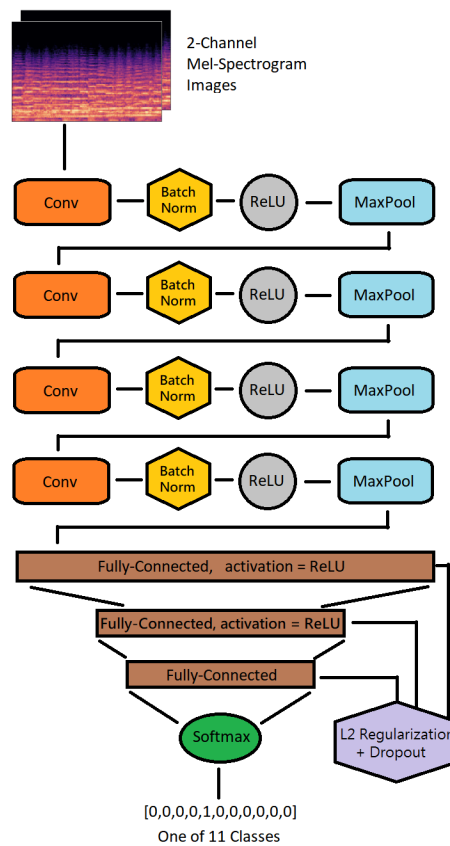 2-Channel
Mel-Spectrogram
Images
Conv
Batch
Norm
ReLU
MaxPool
Conv
Batch
Norm
ReLU
MaxPool
Conv
Batch
Norm
ReLU
MaxPool
Conv
Batch
Norm
ReLU
MaxPool
Fully-Connected, activation = ReLU
Fully-Connected, activation = ReLU
Fully-Connected
Softmax
L2 Regularization
+ Dropout
[0,0,0,0,1,0,0,0,0,0,0]
One of 11 Classes